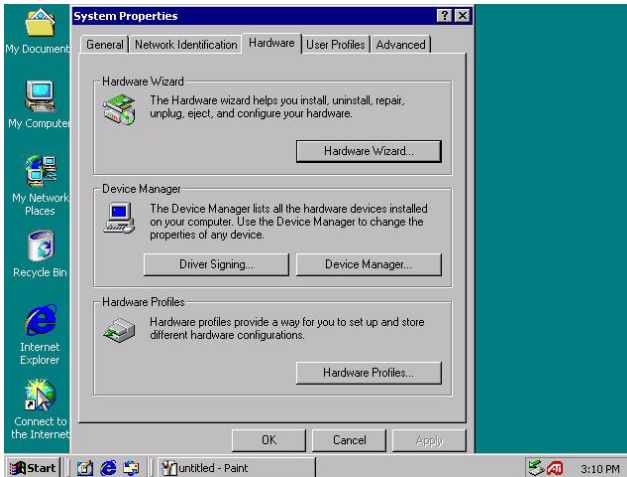 System Properties
My Document
General
Network Identification
Hardware
User Profiles
Advanced
Hardware Wizard
The Hardware wizard helps you install, uninstall, repair,
unplug, eject, and configure your hardware.
Hardware Wizard...
My Computer
Device Manager
The Device Manager lists all the hardware devices installed
on your computer. Use the Device Manager to change the
properties of any device.
Driver Signing...
Device Manager...
My Network
Places
Recycle Bin
Hardware Profiles
Hardware profiles provide a way for you to set up and store
different hardware configurations.
Hardware Profiles...
Internet
Explorer
Connect to
the Internet
OK
Cancel
Apply
Start
untitled - Paint
ATI
3:10 PM